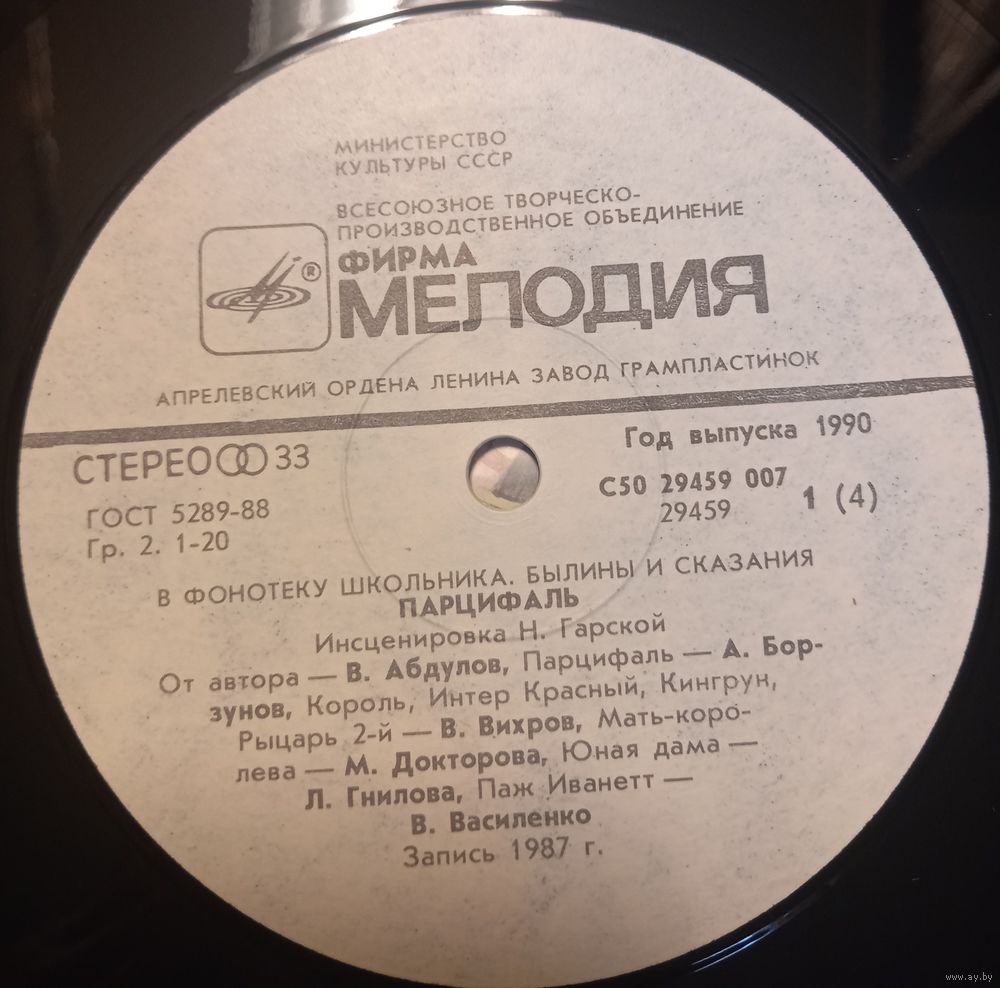 МИНИСТЕРСТВО
КУЛЬТУРЫ СССР
ВСЕСОЮЗНОЕ ТВОРЧЕСКО-
ПРОИЗВОДСТВЕННОЕ ОБЪЕДИНЕНИЕ
®
ФИРМА
МЕЛОДИЯ
АПРЕЛЕВСКИЙ ОРДЕНА ЛЕНИНА ЗАВОД ГРАМПЛАСТИНОК
СТЕРЕО 33
Год выпуска 1990
ГОСТ 5289-88
С50 29459 007
Гр. 2. 1-20
29459
1 (4)
В ФОНОТЕКУ ШКОЛЬНИКА. БЫЛИНЫ И СКАЗАНИЯ
ПАРЦИФАЛЬ
Инсценировка Н. Гарской
От автора — В. Абдулов, Парцифаль — А. Бор-
зунов, Король, Интер Красный, Кингрун,
Рыцарь 2-й — В. Вихров, Мать-коро-
лева — М. Докторова, Юная дама —
Л. Гнилова, Паж Иванетт —
В. Василенко
Запись 1987 г.
www.ay.by